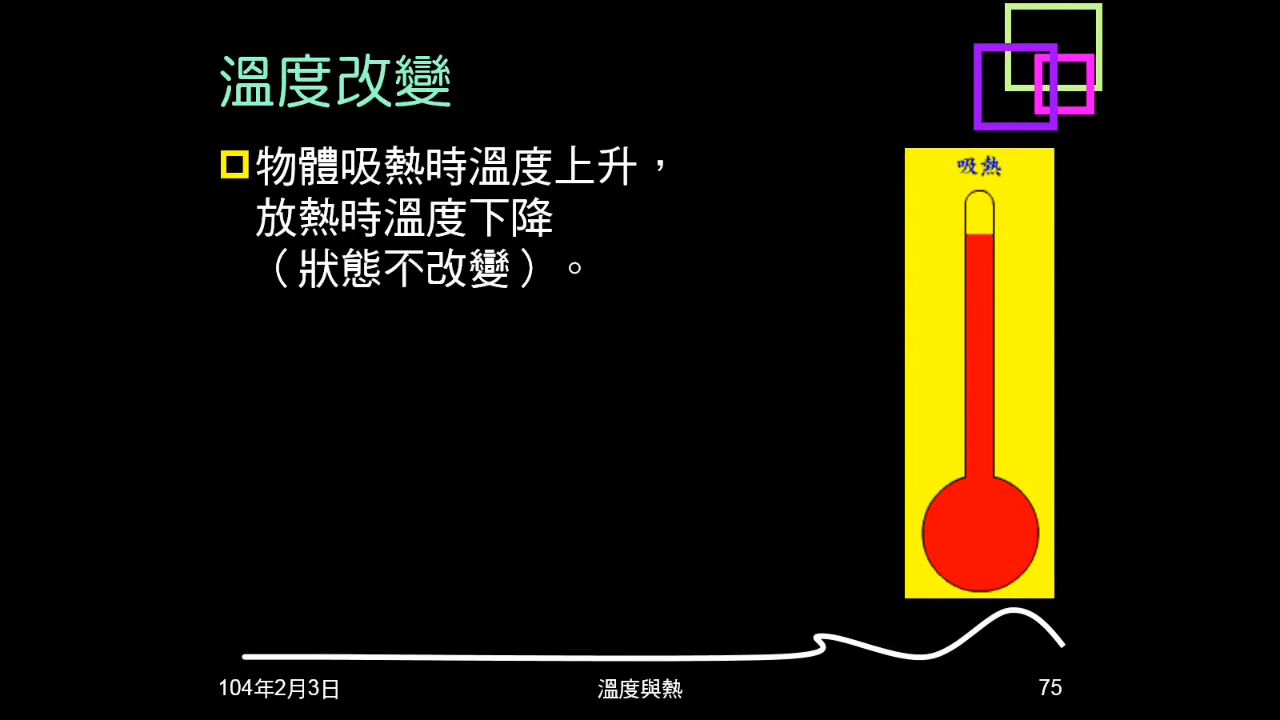 溫度改變
物體吸熱時溫度上升，
放熱時溫度下降
（狀態不改變）。
吸熱
104年2月3日
溫度與熱
75